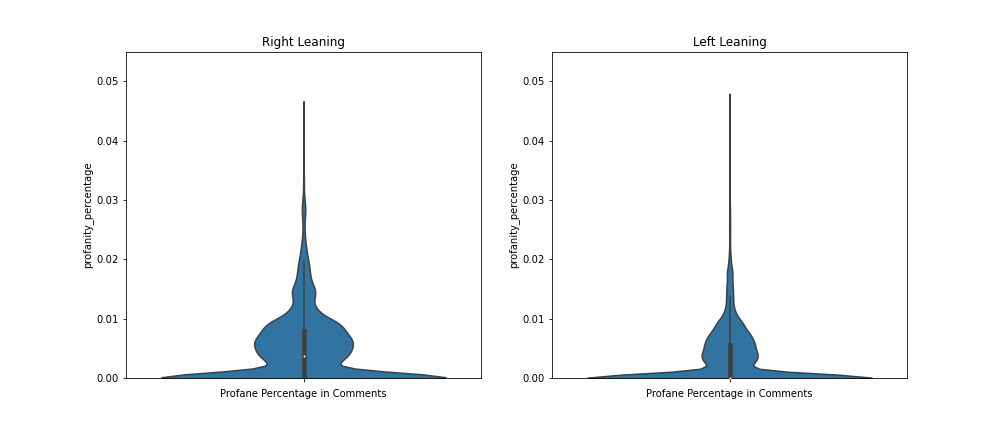 Right Leaning
0.05
0.04
0.03
0.02
0.01
0.00
profanity_percentage
Profane Percentage in Comments
Left Leaning
0.05
0.04
0.03
0.02
0.01
0.00
profanity_percentage
Profane Percentage in Comments